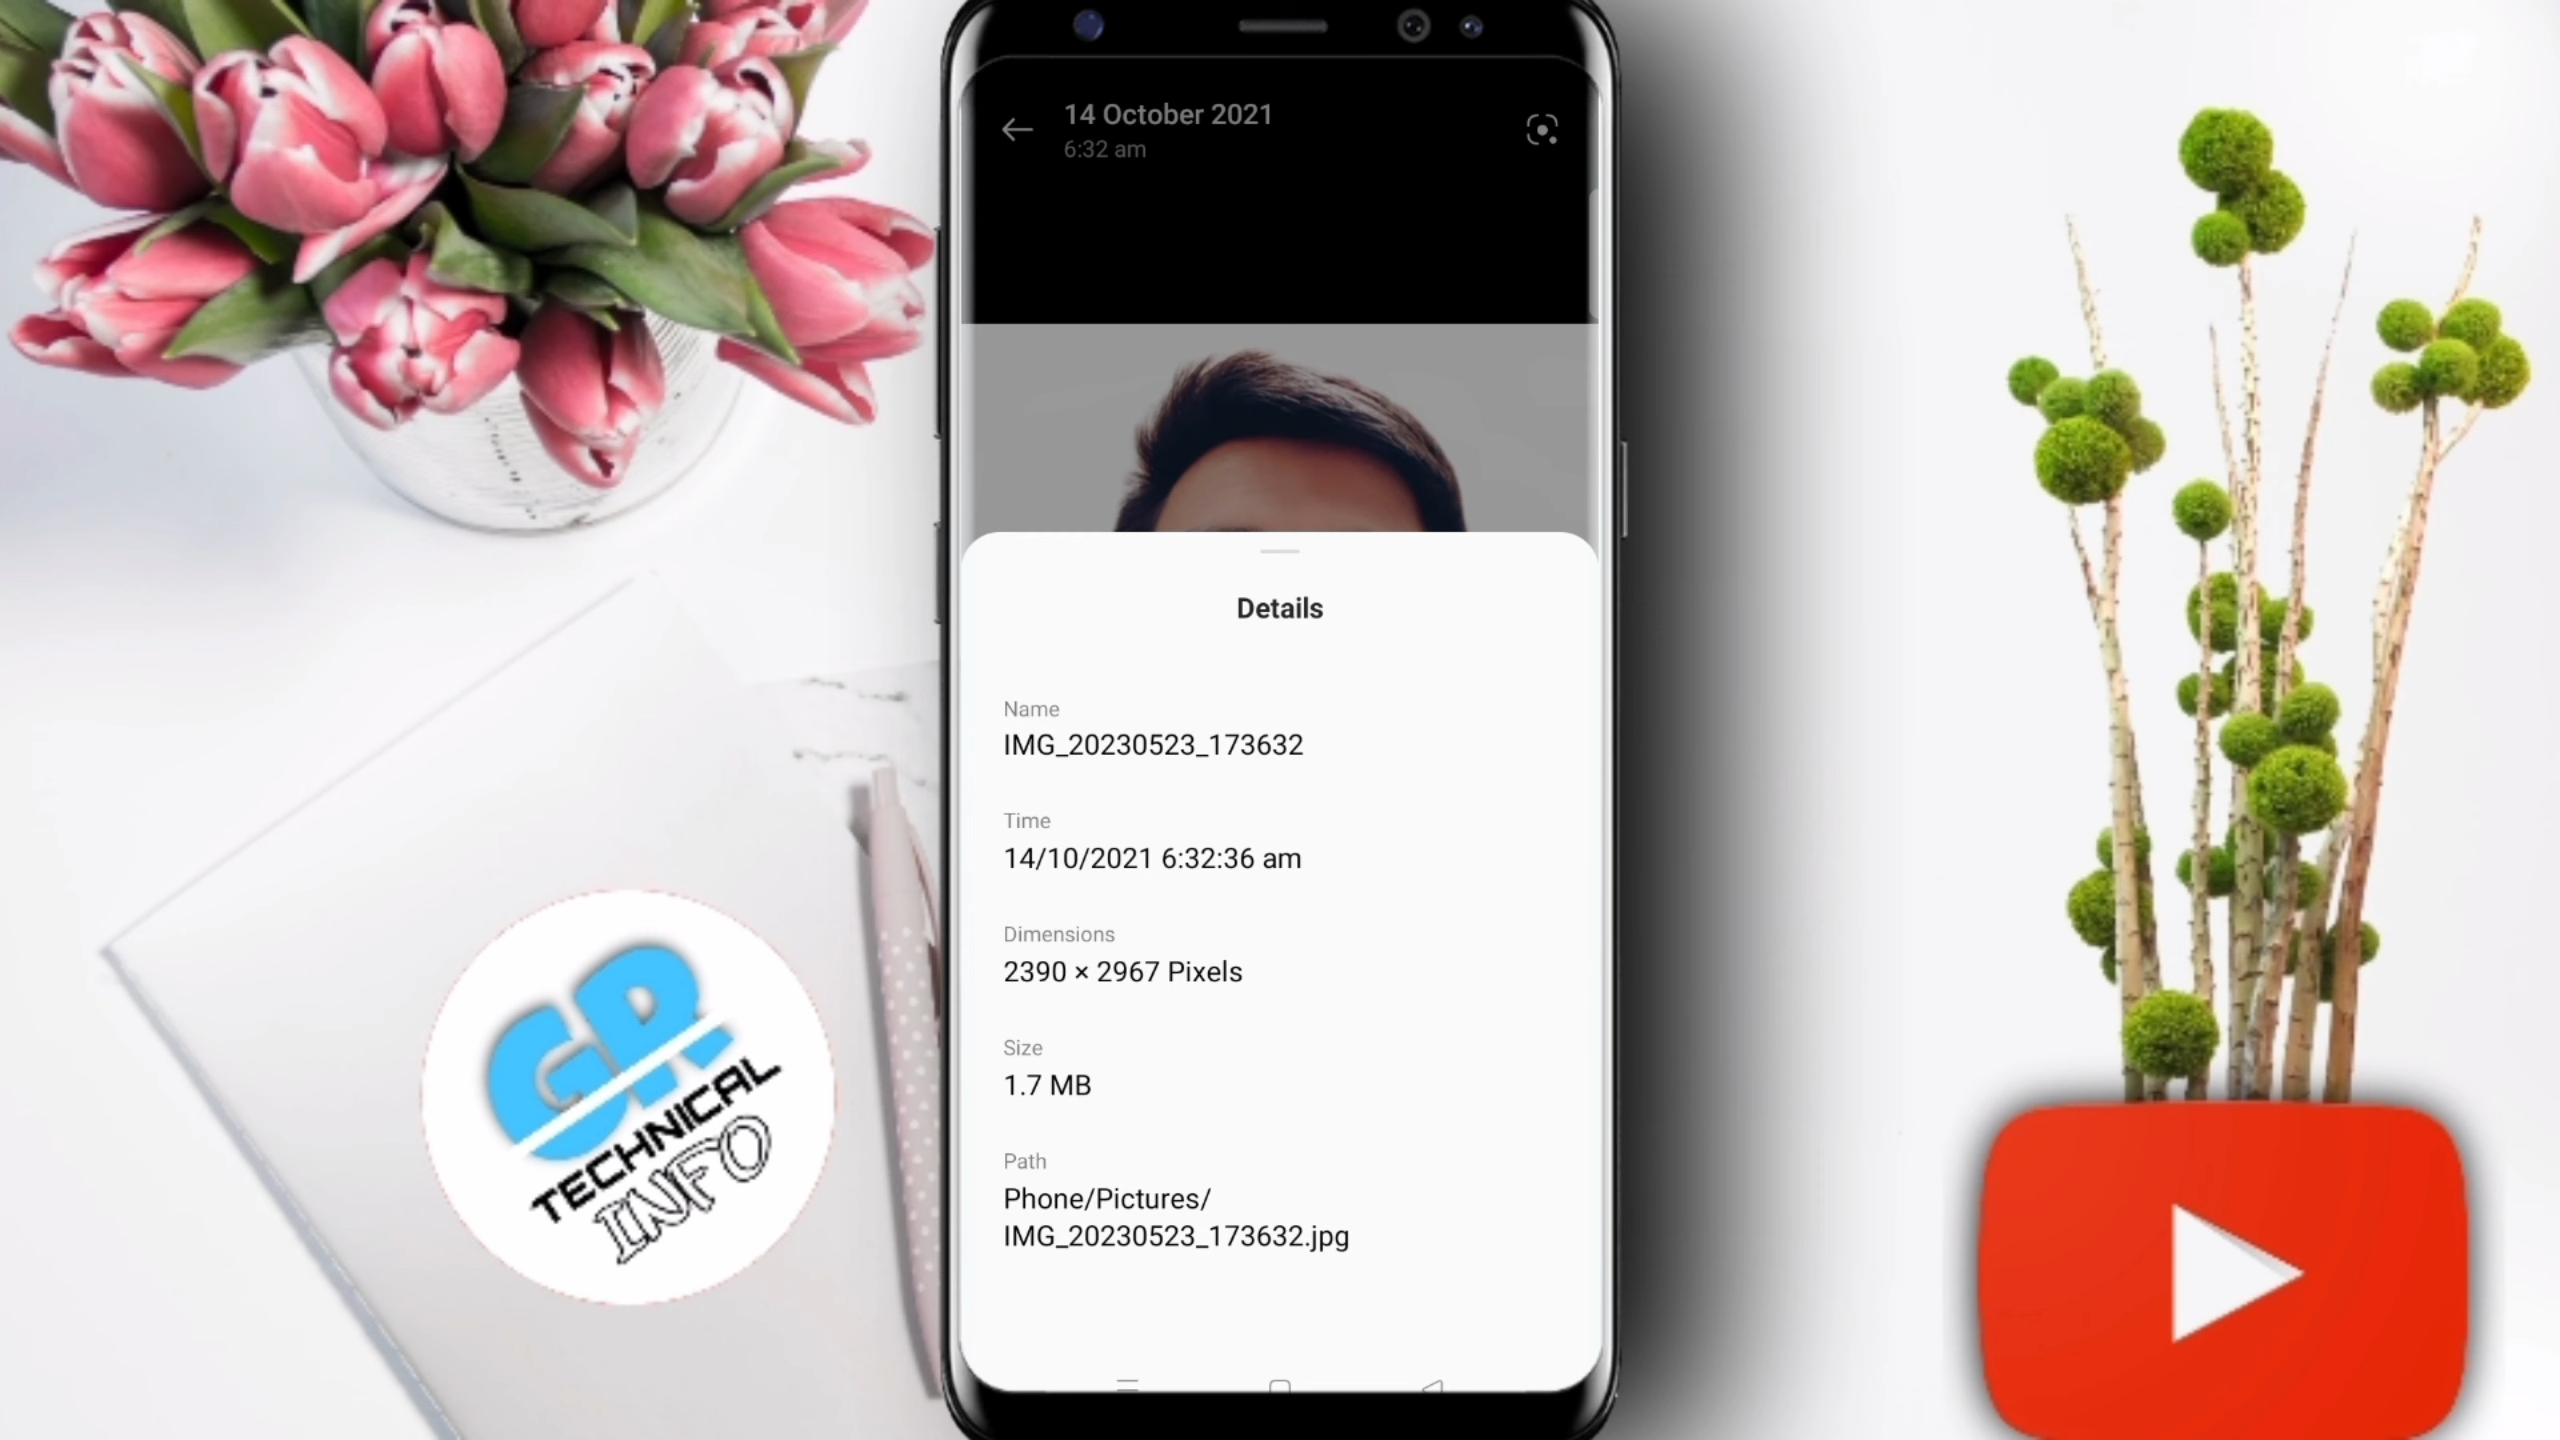 14 October 2021
6:32 am
Details
Name
IMG_20230523_173632
Time
14/10/2021 6:32:36 am
Dimensions
2390 × 2967 Pixels
Size
1.7 MB
Path
Phone/Pictures/
IMG_20230523_173632.jpg
GR
TECHNICAL
INFO